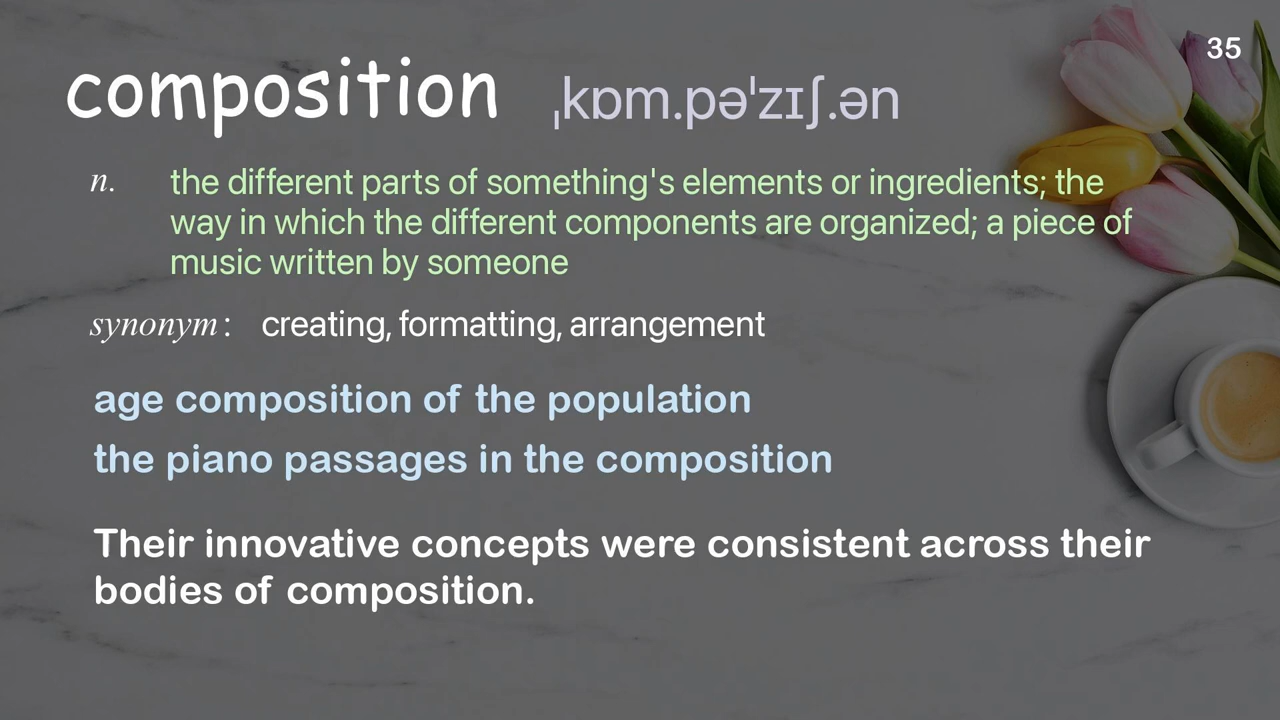 35
composition ˌkɒm.pəˈzɪʃ.ən
n. the different parts of something's elements or ingredients; the
way in which the different components are organized; a piece of
music written by someone
synonym: creating, formatting, arrangement
age composition of the population
the piano passages in the composition
Their innovative concepts were consistent across their
bodies of composition.